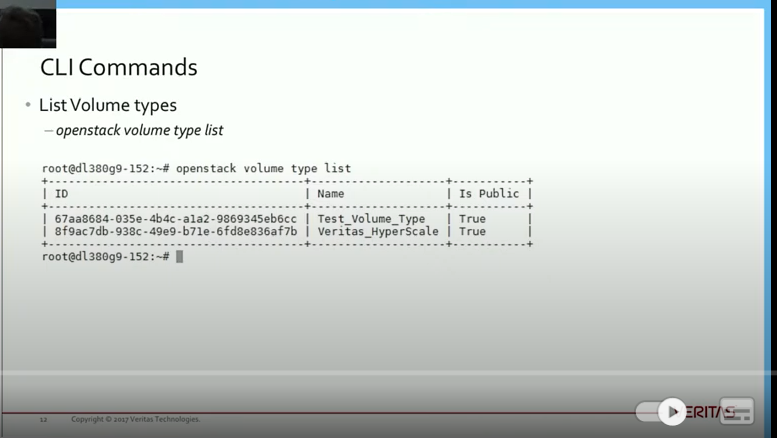 CLI Commands
• List Volume types
– openstack volume type list
root@dl380g9-152:~# openstack volume type list
+--------------------------------------+--------------------+-----------+
| ID | Name | Is Public |
+--------------------------------------+--------------------+-----------+
| 67aa8684-035e-4b4c-a1a2-9869345eb6cc | Test_Volume_Type | True |
| 8f9ac7db-938c-49e9-b71e-6fd8e836af7b | Veritas_HyperScale | True |
+--------------------------------------+--------------------+-----------+
root@dl380g9-152:~#
12 Copyright © 2017 Veritas Technologies.